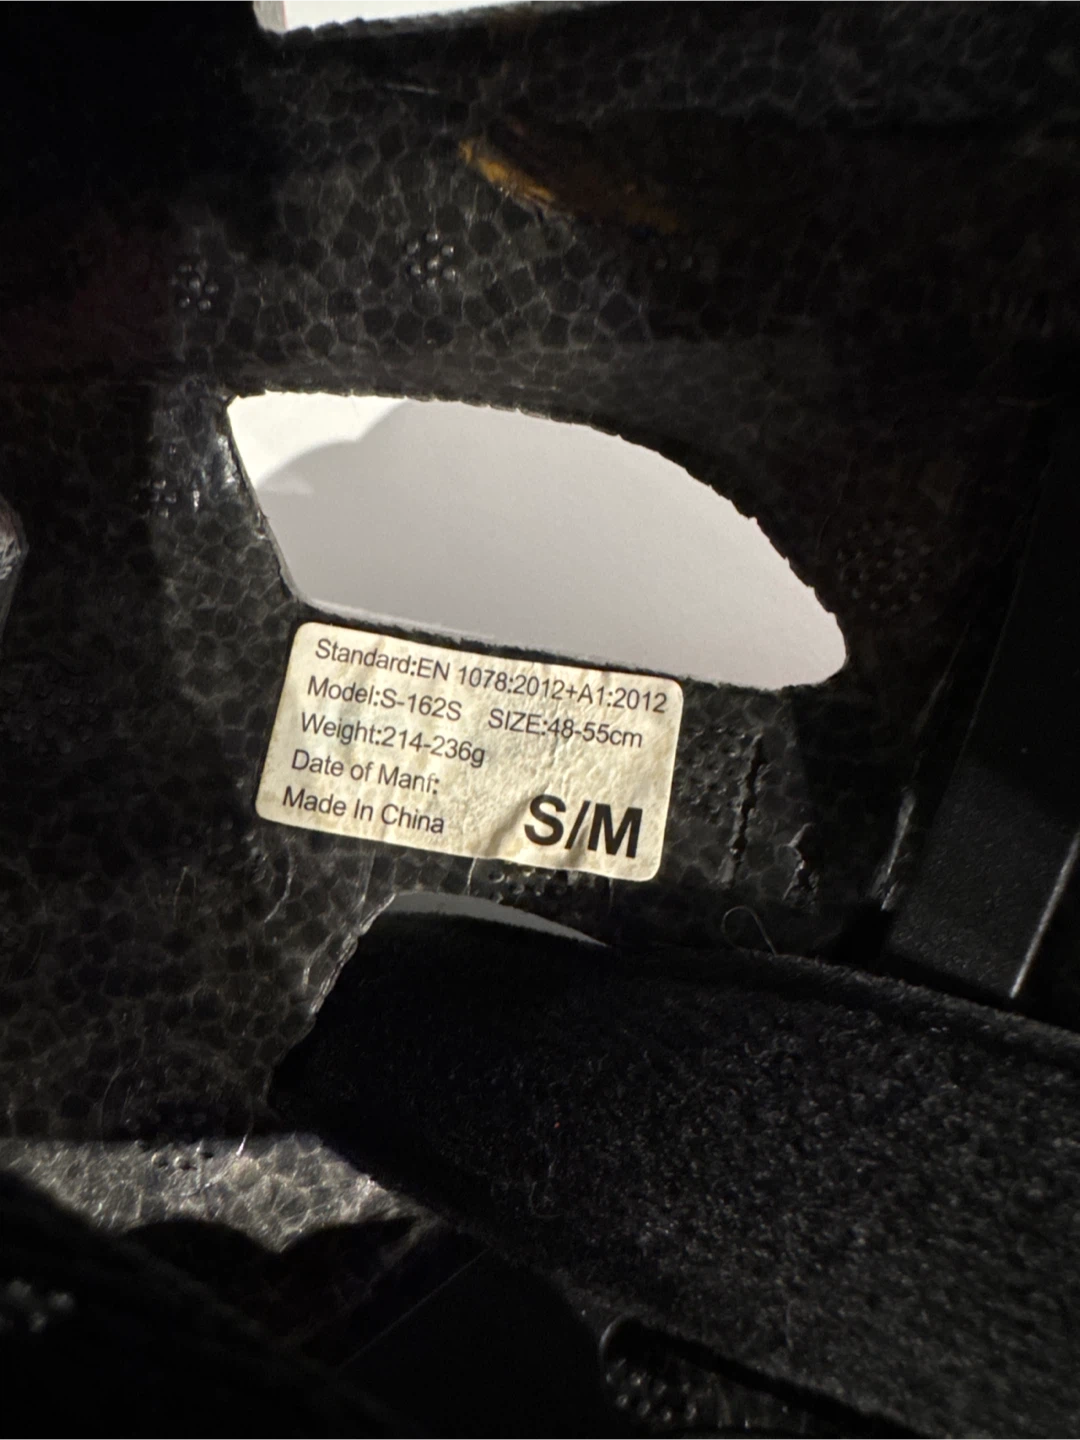 Standard:EN 1078:2012+A1:2012
Model:S-162S SIZE:48-55cm
Weight:214-236g
Date of Manf:
Made In China
S/M